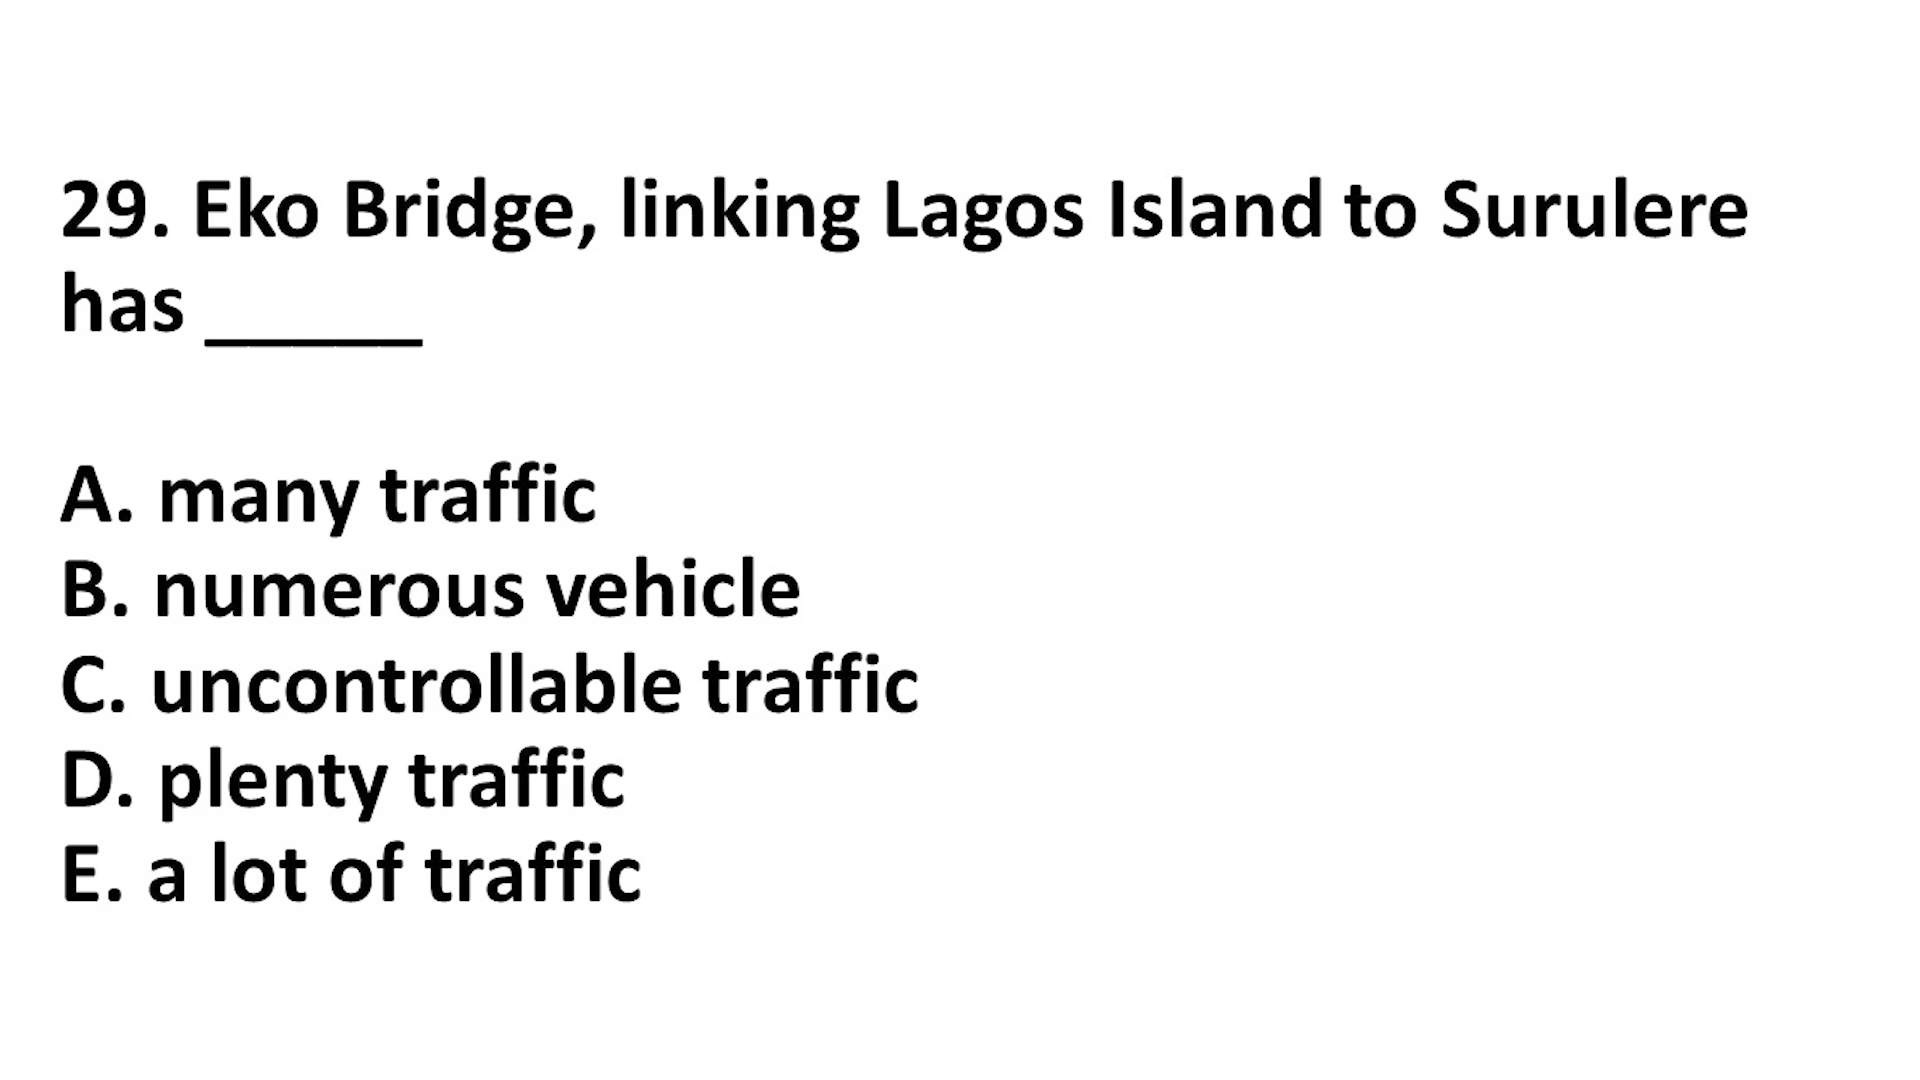 29. Eko Bridge, linking Lagos Island to Surulere
has _____
A. many traffic
B. numerous vehicle
C. uncontrollable traffic
D. plenty traffic
E. a lot of traffic